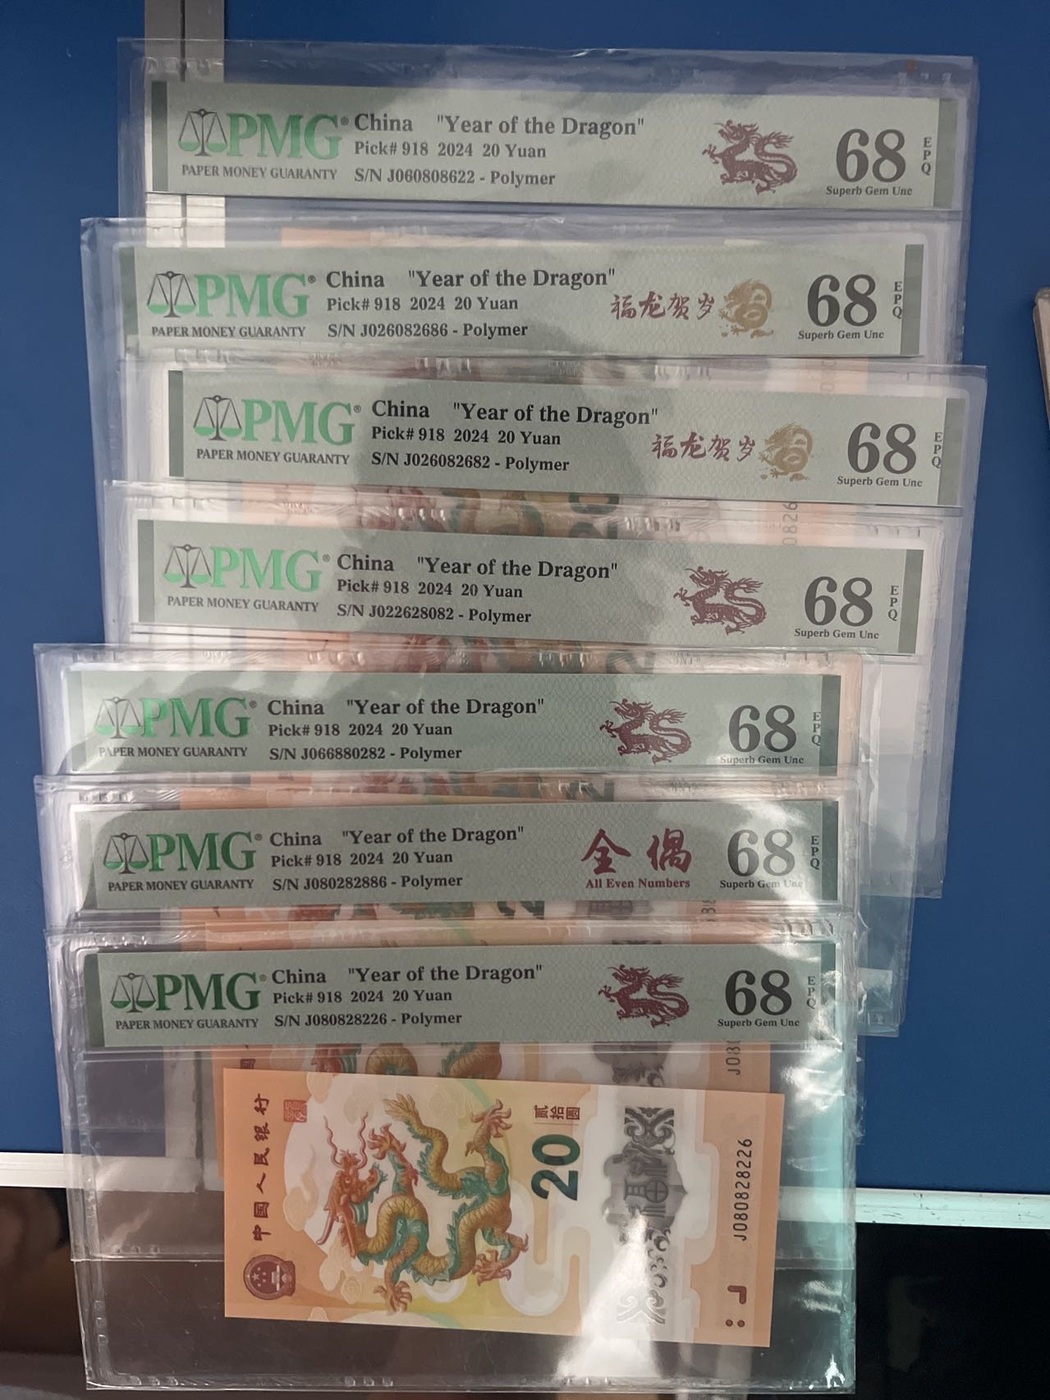 PMG® China "Year of the Dragon"
Pick# 918 2024 20 Yuan
PAPER MONEY GUARANTY
S/N J060808622 - Polymer
68
EPQ
Superb Gem Unc
PMG® China "Year of the Dragon"
Pick# 918 2024 20 Yuan
PAPER MONEY GUARANTY
S/N J026082686 - Polymer
福龙贺岁
68
EPQ
Superb Gem Unc
PMG® China "Year of the Dragon"
Pick# 918 2024 20 Yuan
PAPER MONEY GUARANTY
S/N J026082682 - Polymer
福龙贺岁
68
EPQ
Superb Gem Unc
0826
PMG® China "Year of the Dragon"
Pick# 918 2024 20 Yuan
PAPER MONEY GUARANTY
S/N J022628082 - Polymer
68
EPQ
Superb Gem Unc
PMG® China "Year of the Dragon"
Pick# 918 2024 20 Yuan
PAPER MONEY GUARANTY
S/N J066880282 - Polymer
68
EPQ
Superb Gem Unc
PMG® China "Year of the Dragon"
Pick# 918 2024 20 Yuan
PAPER MONEY GUARANTY
S/N J080282886 - Polymer
全偶
All Even Numbers
68
EPQ
Superb Gem Unc
PMG® China "Year of the Dragon"
Pick# 918 2024 20 Yuan
PAPER MONEY GUARANTY
S/N J080828226 - Polymer
68
EPQ
Superb Gem Unc
J08
中国人民银行
贰拾圆
20
J080828226